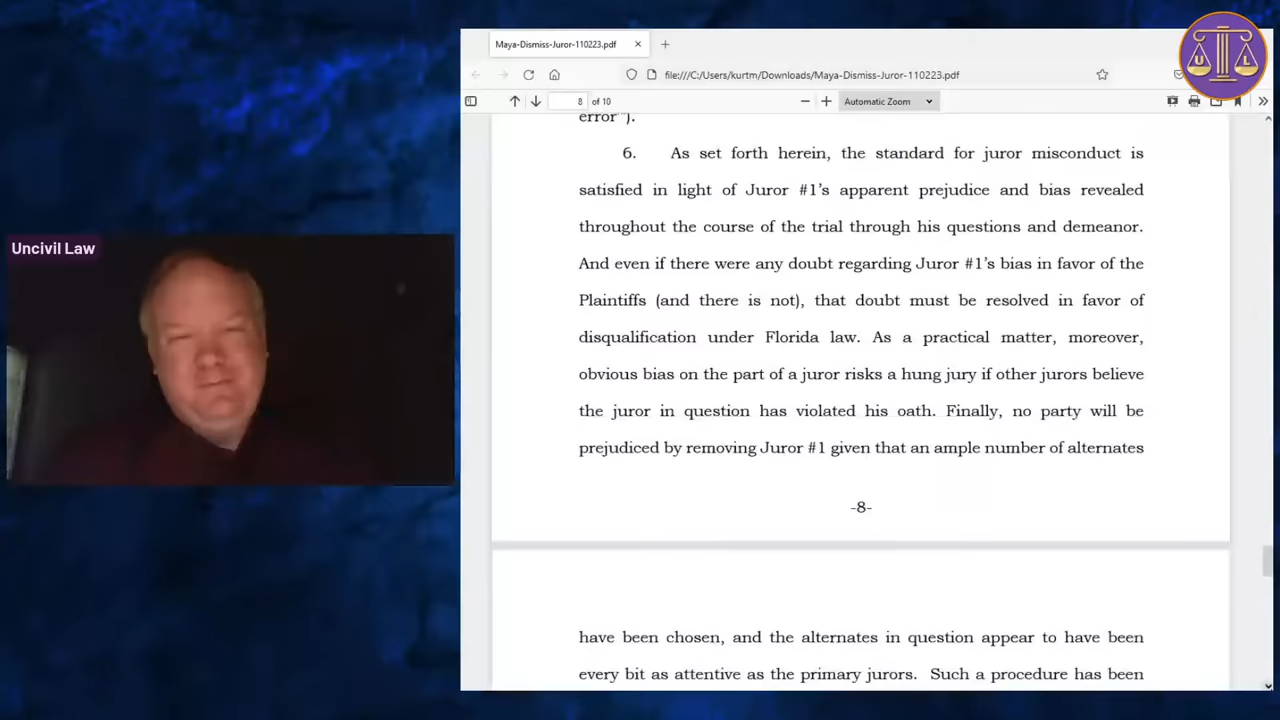 Maya-Dismiss-Juror-110223.pdf
file:///C:/Users/kurtm/Downloads/Maya-Dismiss-Juror-110223.pdf
8 of 10
Automatic Zoom
U L
Uncivil Law
error").
6. As set forth herein, the standard for juror misconduct is
satisfied in light of Juror #1's apparent prejudice and bias revealed
throughout the course of the trial through his questions and demeanor.
And even if there were any doubt regarding Juror #1's bias in favor of the
Plaintiffs (and there is not), that doubt must be resolved in favor of
disqualification under Florida law. As a practical matter, moreover,
obvious bias on the part of a juror risks a hung jury if other jurors believe
the juror in question has violated his oath. Finally, no party will be
prejudiced by removing Juror #1 given that an ample number of alternates
-8-
have been chosen, and the alternates in question appear to have been
every bit as attentive as the primary jurors. Such a procedure has been